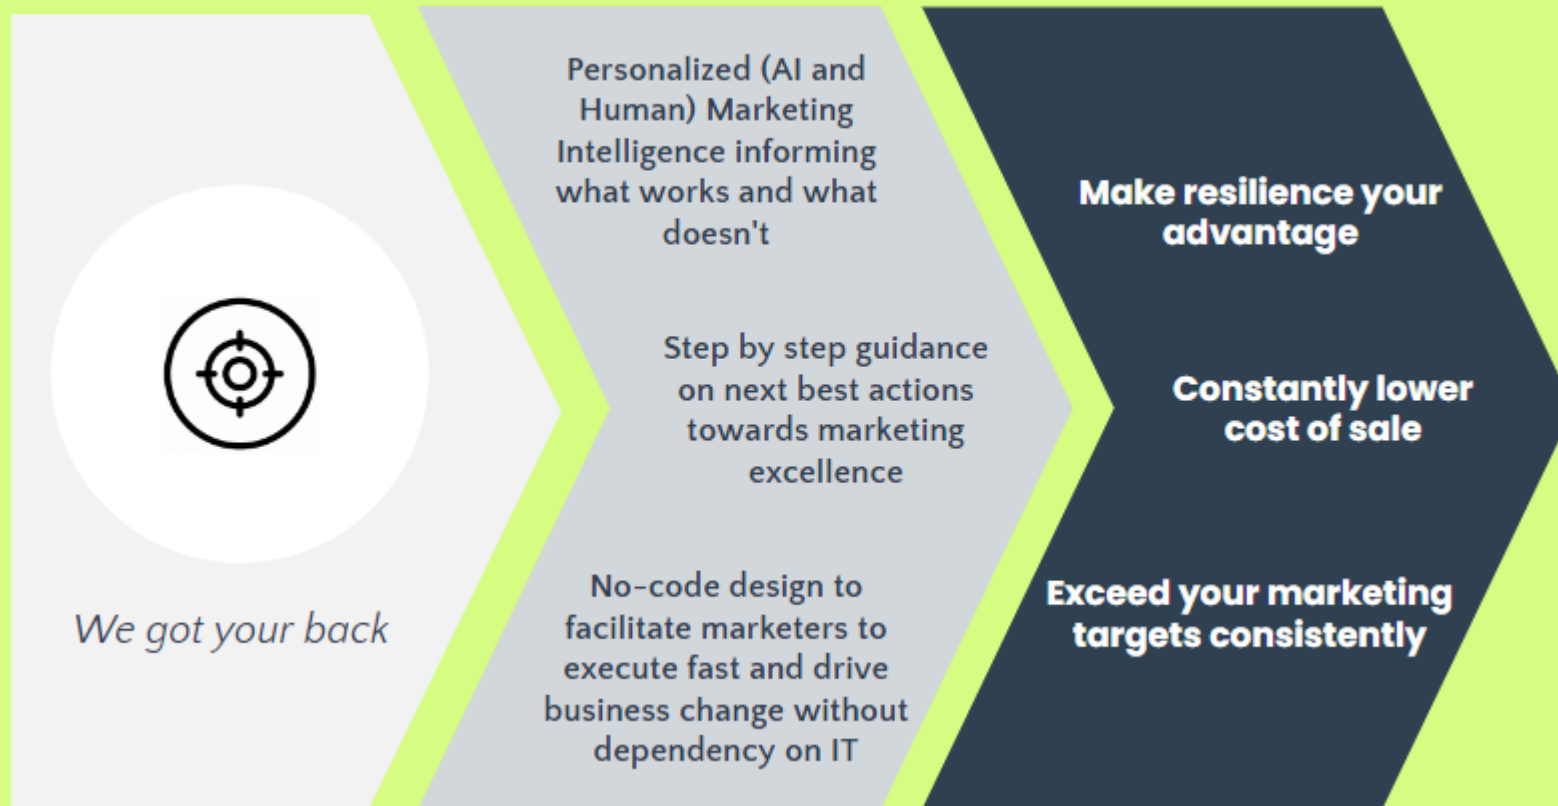 We got your back
Personalized (AI and
Human) Marketing
Intelligence informing
what works and what
doesn't
Step by step guidance
on next best actions
towards marketing
excellence
No-code design to
facilitate marketers to
execute fast and drive
business change without
dependency on IT
Make resilience your
advantage
Constantly lower
cost of sale
Exceed your marketing
targets consistently